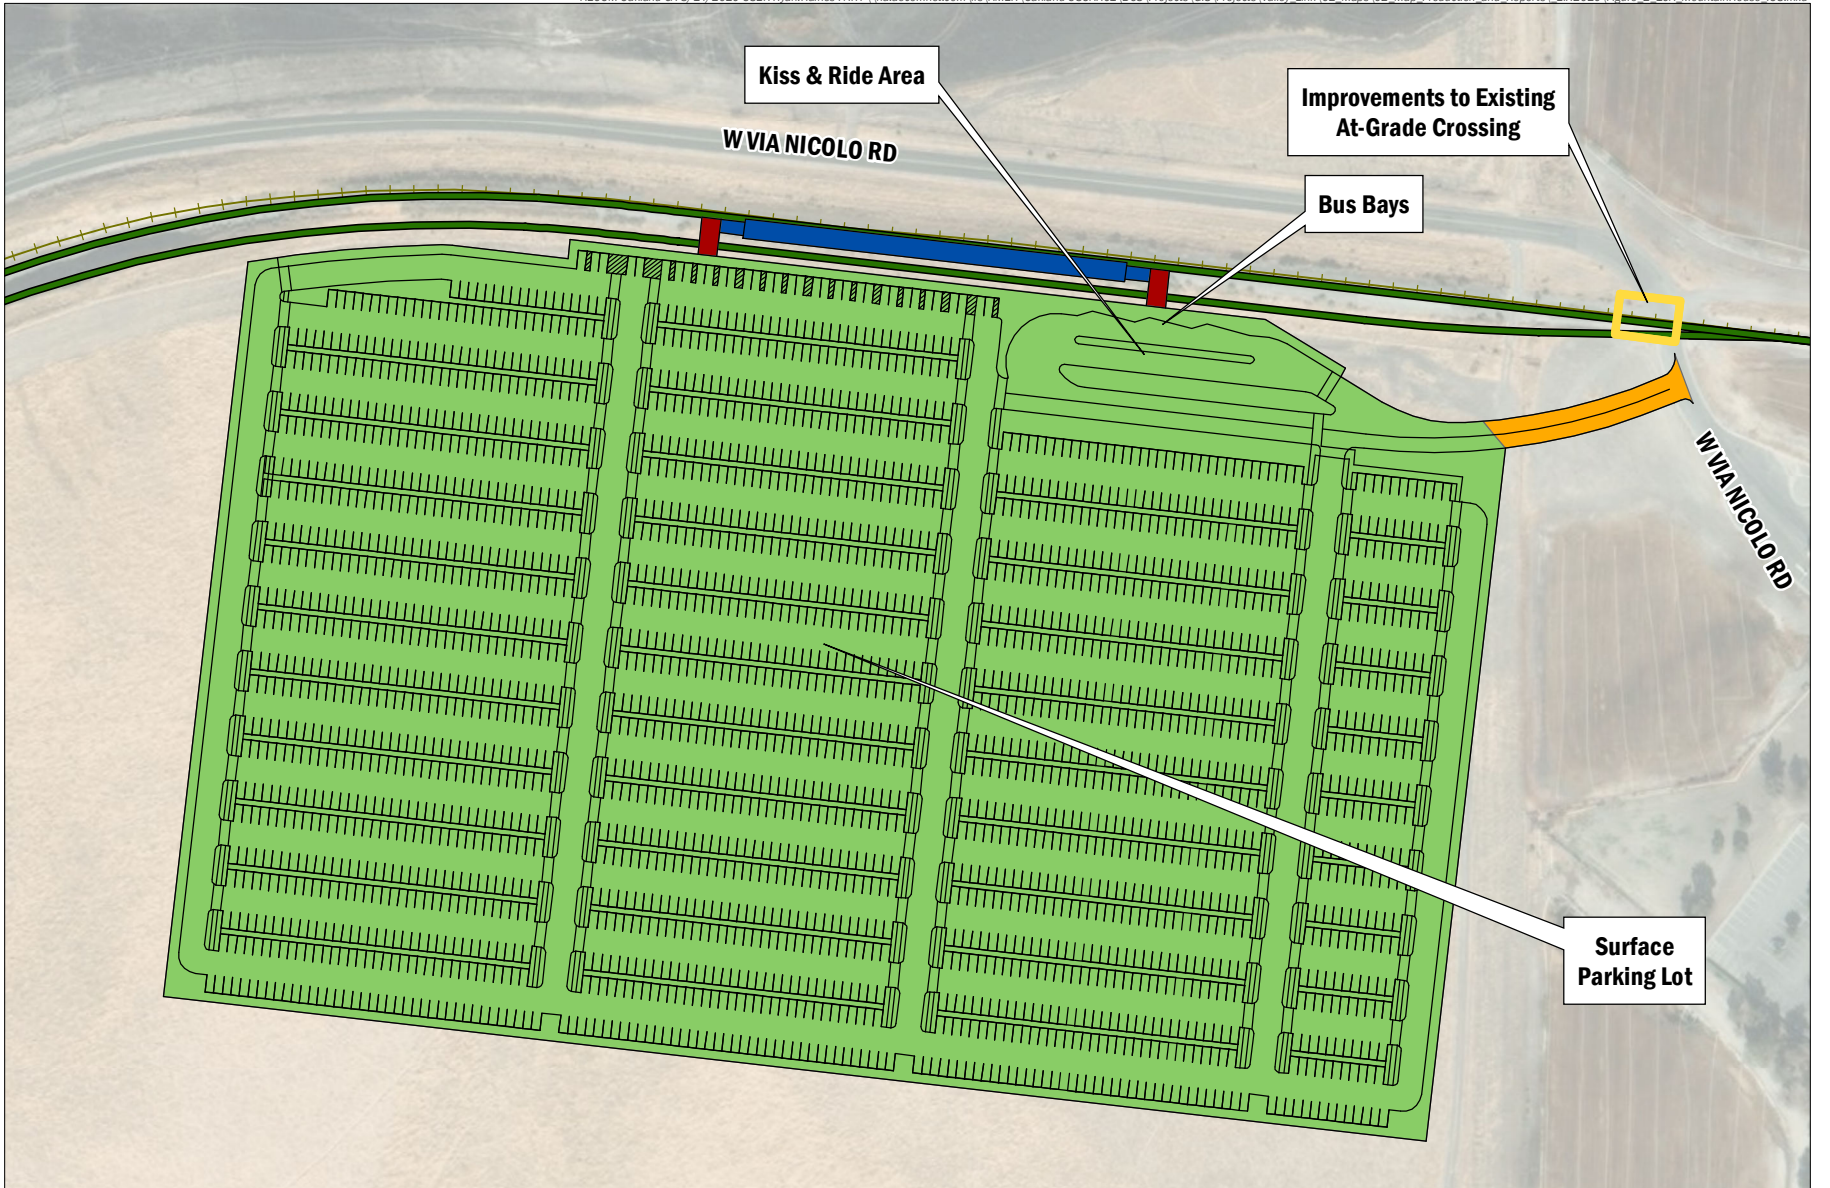 Kiss & Ride Area
Improvements to Existing
At-Grade Crossing
W VIA NICOLO RD
Bus Bays
W VIA NICOLO RD
Surface
Parking Lot